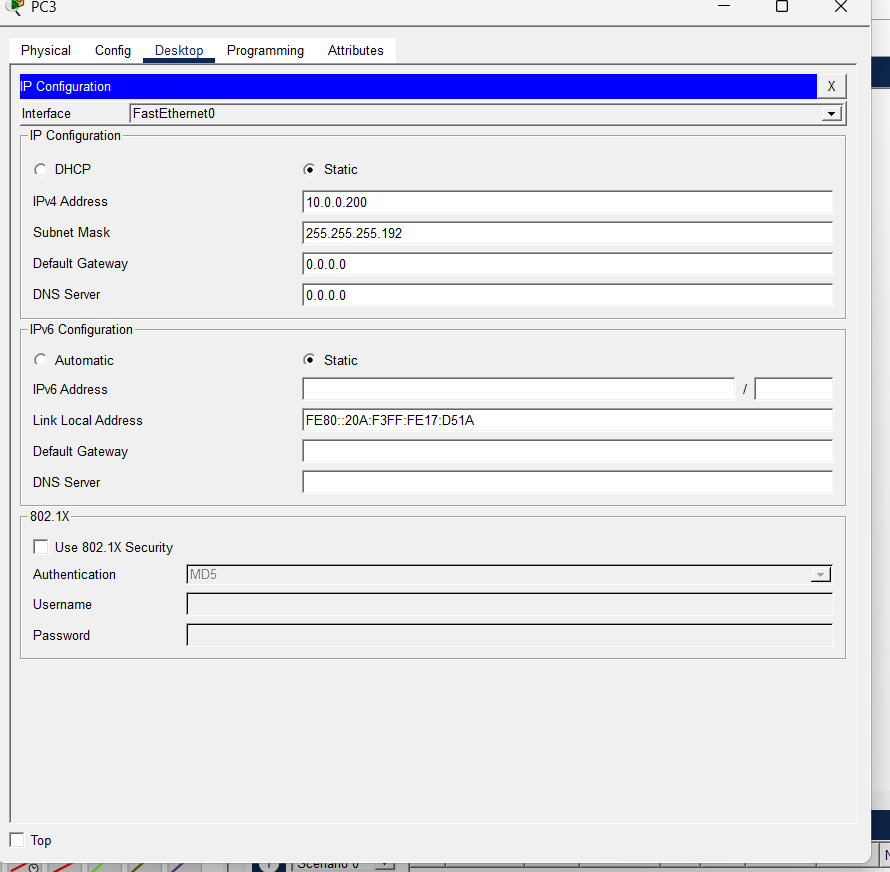 PC3
Physical Config Desktop Programming Attributes
IP Configuration X
Interface FastEthernet0
IP Configuration
DHCP Static
IPv4 Address 10.0.0.200
Subnet Mask 255.255.255.192
Default Gateway 0.0.0.0
DNS Server 0.0.0.0
IPv6 Configuration
Automatic Static
IPv6 Address /
Link Local Address FE80::20A:F3FF:FE17:D51A
Default Gateway
DNS Server
802.1X
Use 802.1X Security
Authentication MD5
Username
Password
Top
Scenario 0